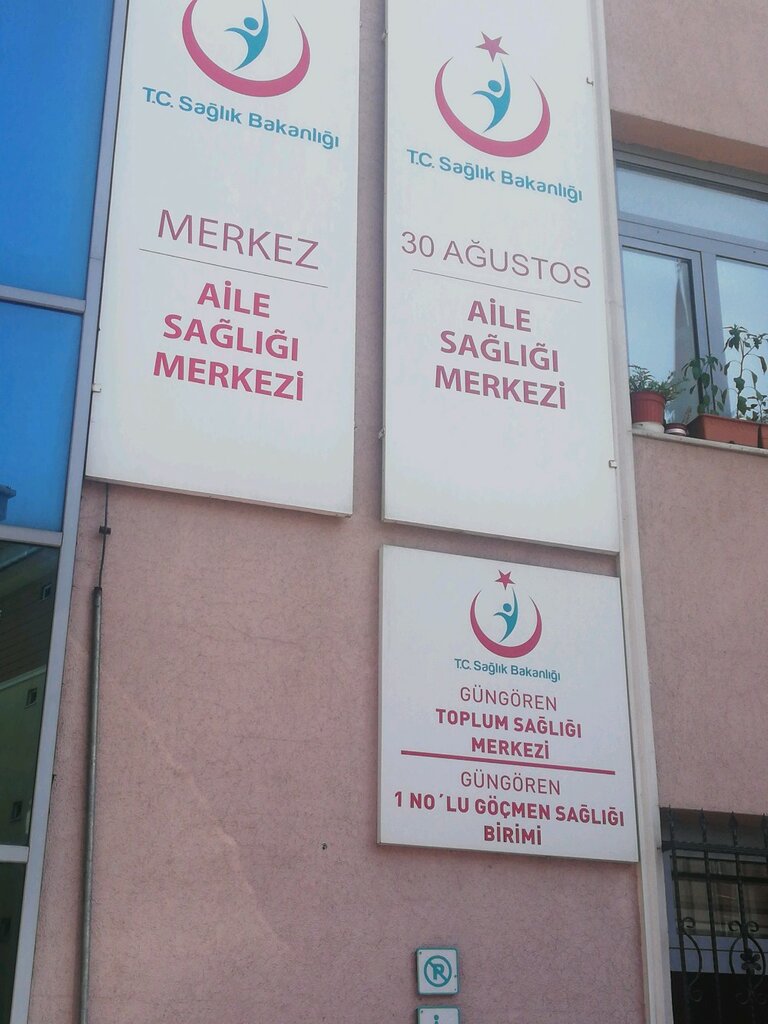 T.C. Sağlık Bakanlığı
MERKEZ
AİLE
SAĞLIĞI
MERKEZİ
T.C. Sağlık Bakanlığı
30 AĞUSTOS
AİLE
SAĞLIĞI
MERKEZİ
T.C. Sağlık Bakanlığı
GÜNGÖREN
TOPLUM SAĞLIĞI
MERKEZİ
GÜNGÖREN
1 NO´LU GÖÇMEN SAĞLIĞI
BİRİMİ
P